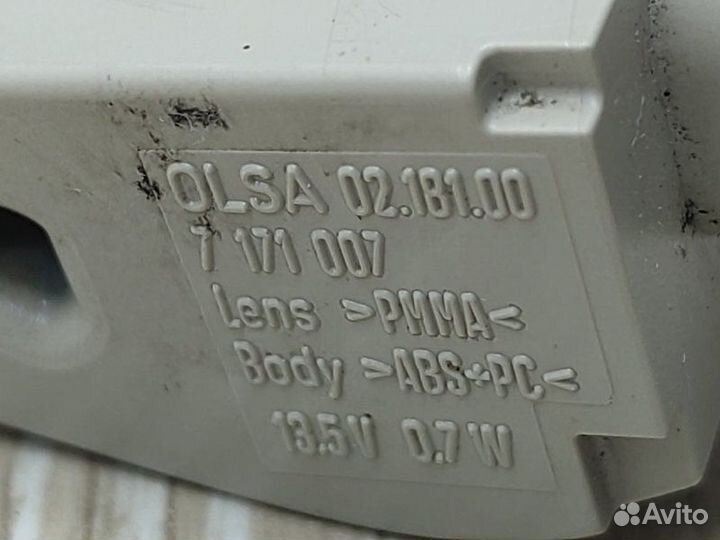 OLSA 02.181.00
7 171 007
Lens >PMMA<
Body >ABS+PC<
13.5V 0.7W
Avito